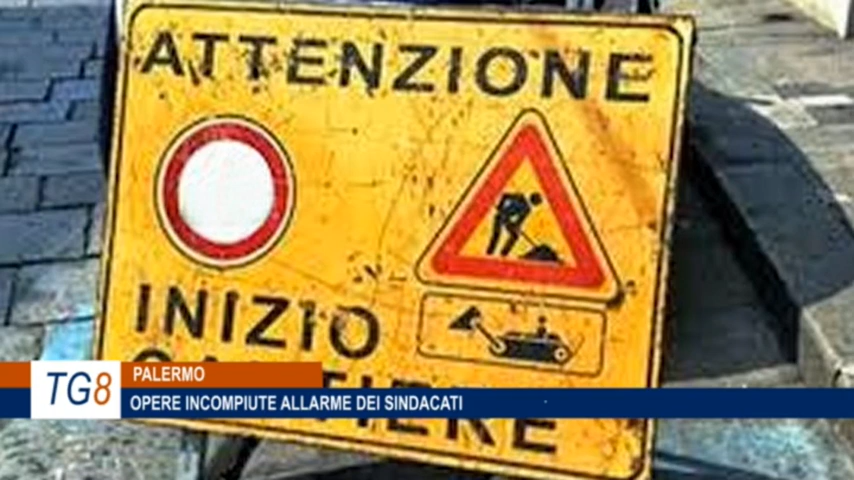 ATTENZIONE
INIZIO
TG8
PALERMO
OPERE INCOMPIUTE ALLARME DEI SINDACATI